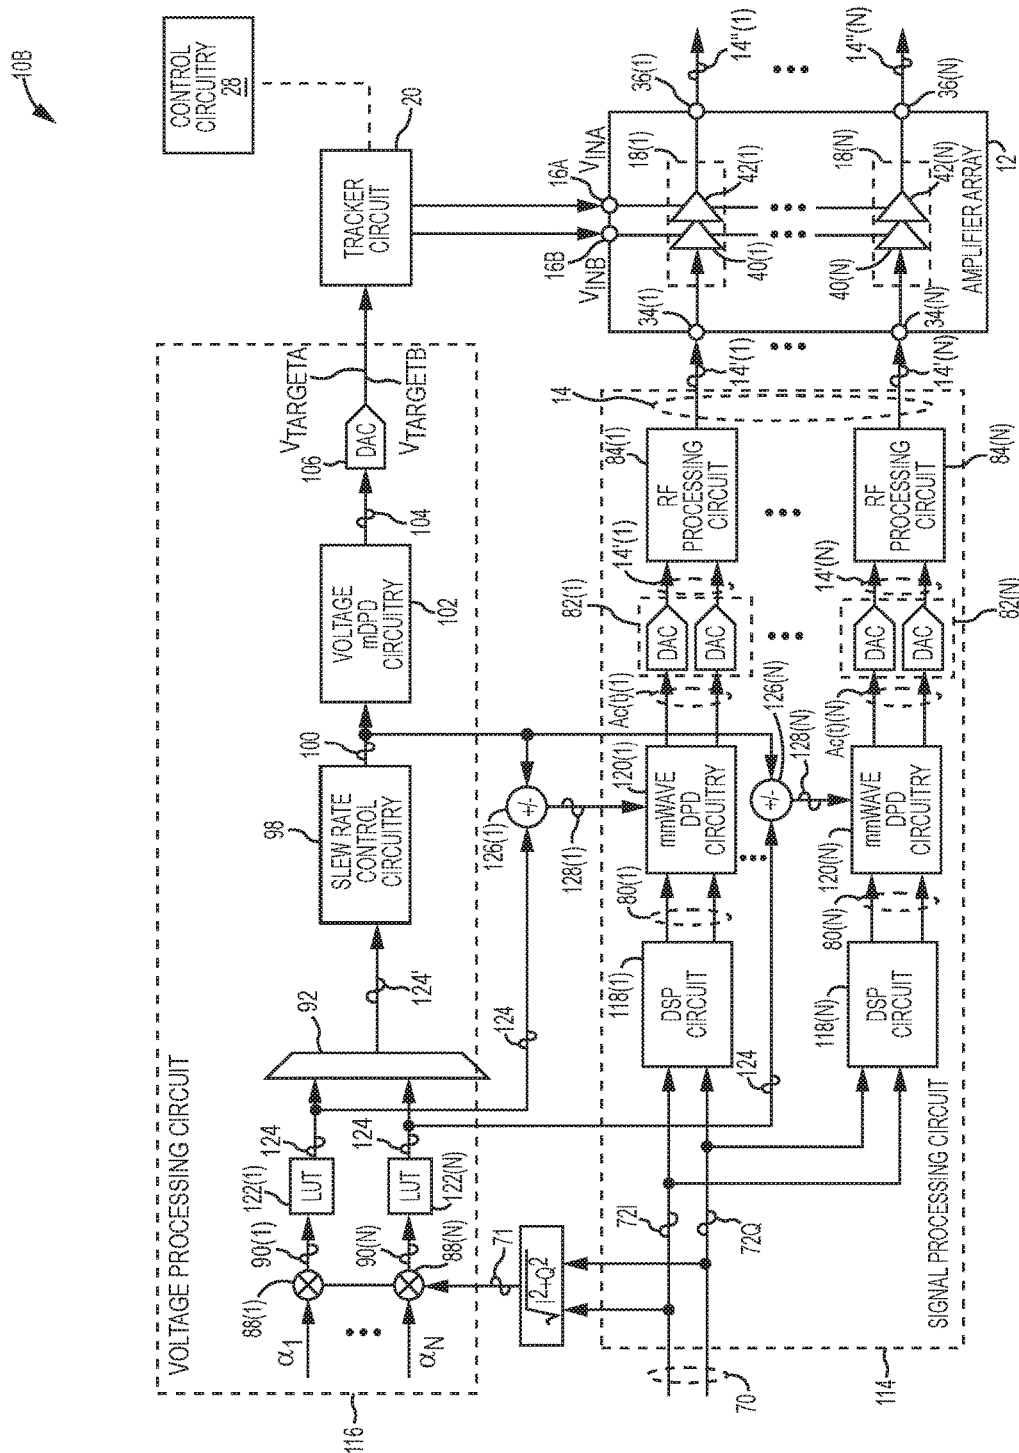 10B
CONTROL
CIRCUITRY
28
20
TRACKER
CIRCUIT
VINA
VINB
16A
16B
36(1)
14''(1)
14''(N)
36(N)
18(1)
42(1)
40(1)
18(N)
42(N)
40(N)
12
AMPLIFIER ARRAY
34(1)
34(N)
14'(1)
14'(N)
VOLTAGE PROCESSING CIRCUIT
116
α1
αN
88(1)
88(N)
90(1)
90(N)
122(1)
LUT
LUT
122(N)
124
124
92
124'
98
SLEW RATE
CONTROL
CIRCUITRY
100
VOLTAGE
mDPD
CIRCUITRY
102
104
106
DAC
VTARGETA
VTARGETB
71
√I²+Q²
124
126(1)
+/-
128(1)
124
126(N)
+/-
128(N)
SIGNAL PROCESSING CIRCUIT
114
70
72I
72Q
118(1)
DSP
CIRCUIT
80(1)
120(1)
mmWAVE
DPD
CIRCUITRY
Ac(t)(1)
82(1)
DAC
DAC
14'(1)
84(1)
RF
PROCESSING
CIRCUIT
14
118(N)
DSP
CIRCUIT
80(N)
120(N)
mmWAVE
DPD
CIRCUITRY
Ac(t)(N)
82(N)
DAC
DAC
14'(N)
84(N)
RF
PROCESSING
CIRCUIT